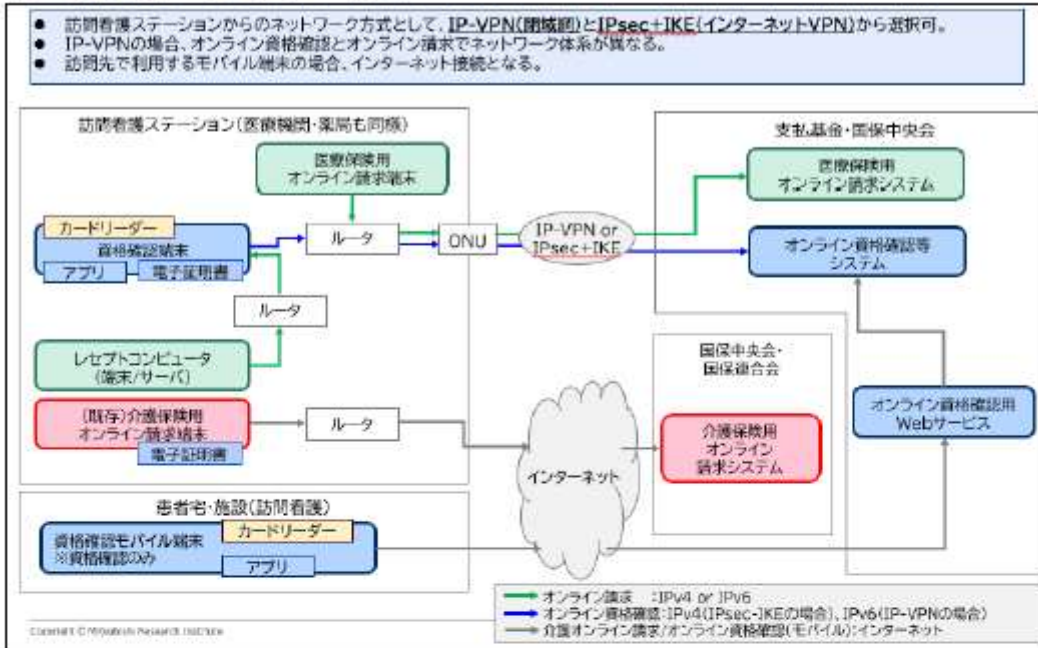 ● 訪問看護ステーションからのネットワーク方式として、IP-VPN(閉域網)とIPsec+IKE(インターネットVPN)から選択可。
● IP-VPNの場合、オンライン資格確認とオンライン請求でネットワーク体系が異なる。
● 訪問先で利用するモバイル端末の場合、インターネット接続となる。
訪問看護ステーション(医療機関・薬局も同様)
医療保険用
オンライン請求端末
カードリーダー
資格確認端末
アプリ
電子証明書
ルータ
ONU
IP-VPN or
IPsec+IKE
ルータ
レセプトコンピュータ
(端末/サーバ)
(既存)介護保険用
オンライン請求端末
電子証明書
ルータ
支払基金・国保中央会
医療保険用
オンライン請求システム
オンライン資格確認等
システム
国保中央会・
国保連合会
介護保険用
オンライン
請求システム
オンライン資格確認用
Webサービス
インターネット
患者宅・施設(訪問看護)
カードリーダー
資格確認モバイル端末
※資格確認のみ
アプリ
オンライン請求 :IPv4 or IPv6
オンライン資格確認:IPv4(IPsec-IKEの場合)、IPv6(IP-VPNの場合)
介護オンライン請求/オンライン資格確認(モバイル):インターネット
Copyright © Mitsubishi Research Institute